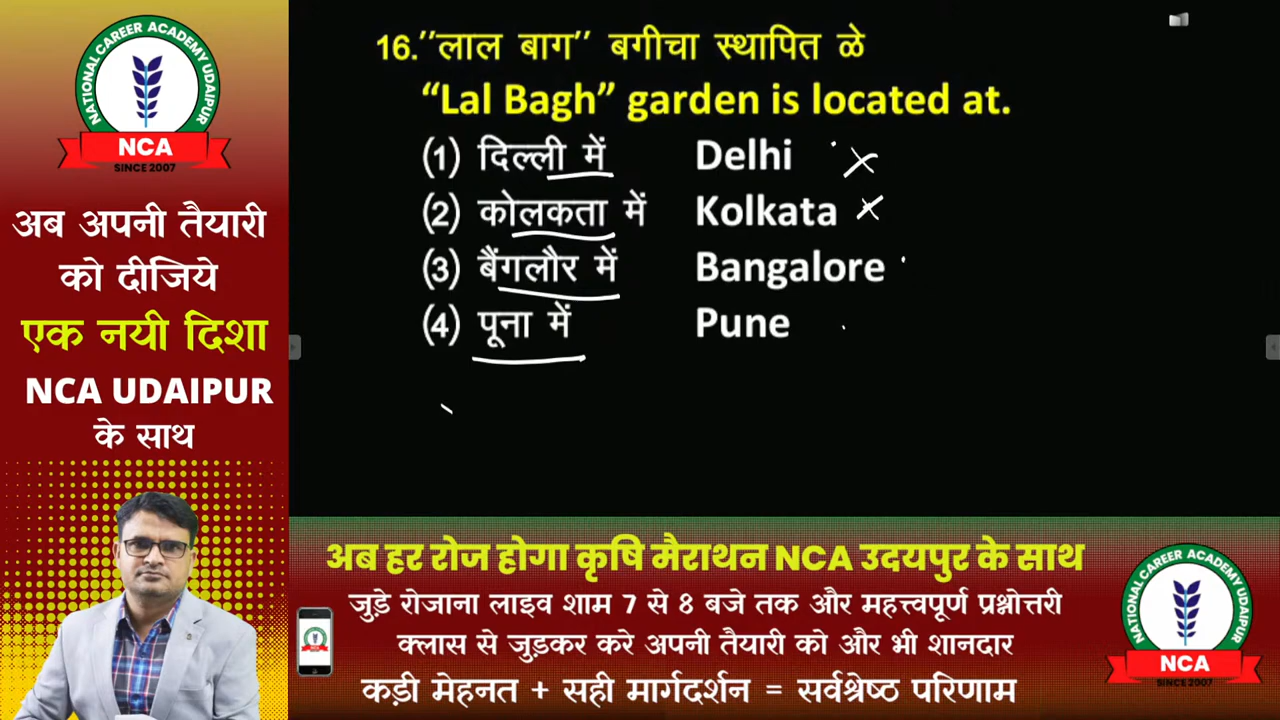 NATIONAL CAREER ACADEMY UDAIPUR
NCA
SINCE 2007
अब अपनी तैयारी
को दीजिये
एक नयी दिशा
NCA UDAIPUR
के साथ
16.''लाल बाग'' बगीचा स्थापित ळे
“Lal Bagh” garden is located at.
(1) दिल्ली में Delhi
(2) कोलकता में Kolkata
(3) बैंगलौर में Bangalore
(4) पूना में Pune
अब हर रोज होगा कृषि मैराथन NCA उदयपुर के साथ
जुड़े रोजाना लाइव शाम 7 से 8 बजे तक और महत्त्वपूर्ण प्रश्नोत्तरी
क्लास से जुड़कर करे अपनी तैयारी को और भी शानदार
कड़ी मेहनत + सही मार्गदर्शन = सर्वश्रेष्ठ परिणाम
NATIONAL CAREER ACADEMY UDAIPUR
NCA
SINCE 2007